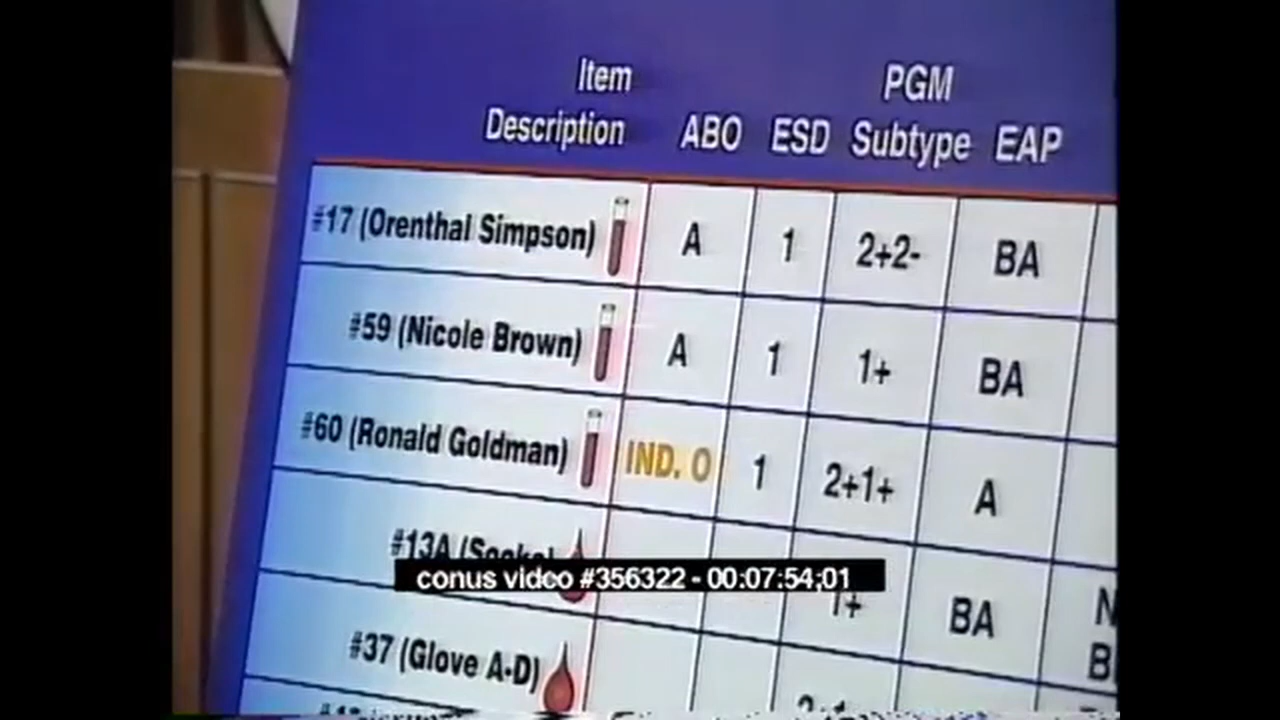 Item
Description ABO ESD PGM
Subtype EAP
#17 (Orenthal Simpson) A 1 2+2- BA
#59 (Nicole Brown) A 1 1+ BA
#60 (Ronald Goldman) IND. O 1 2+1+ A
#13A (Socks) 1+ BA
conus video #356322 - 00:07:54;01
#37 (Glove A-D)